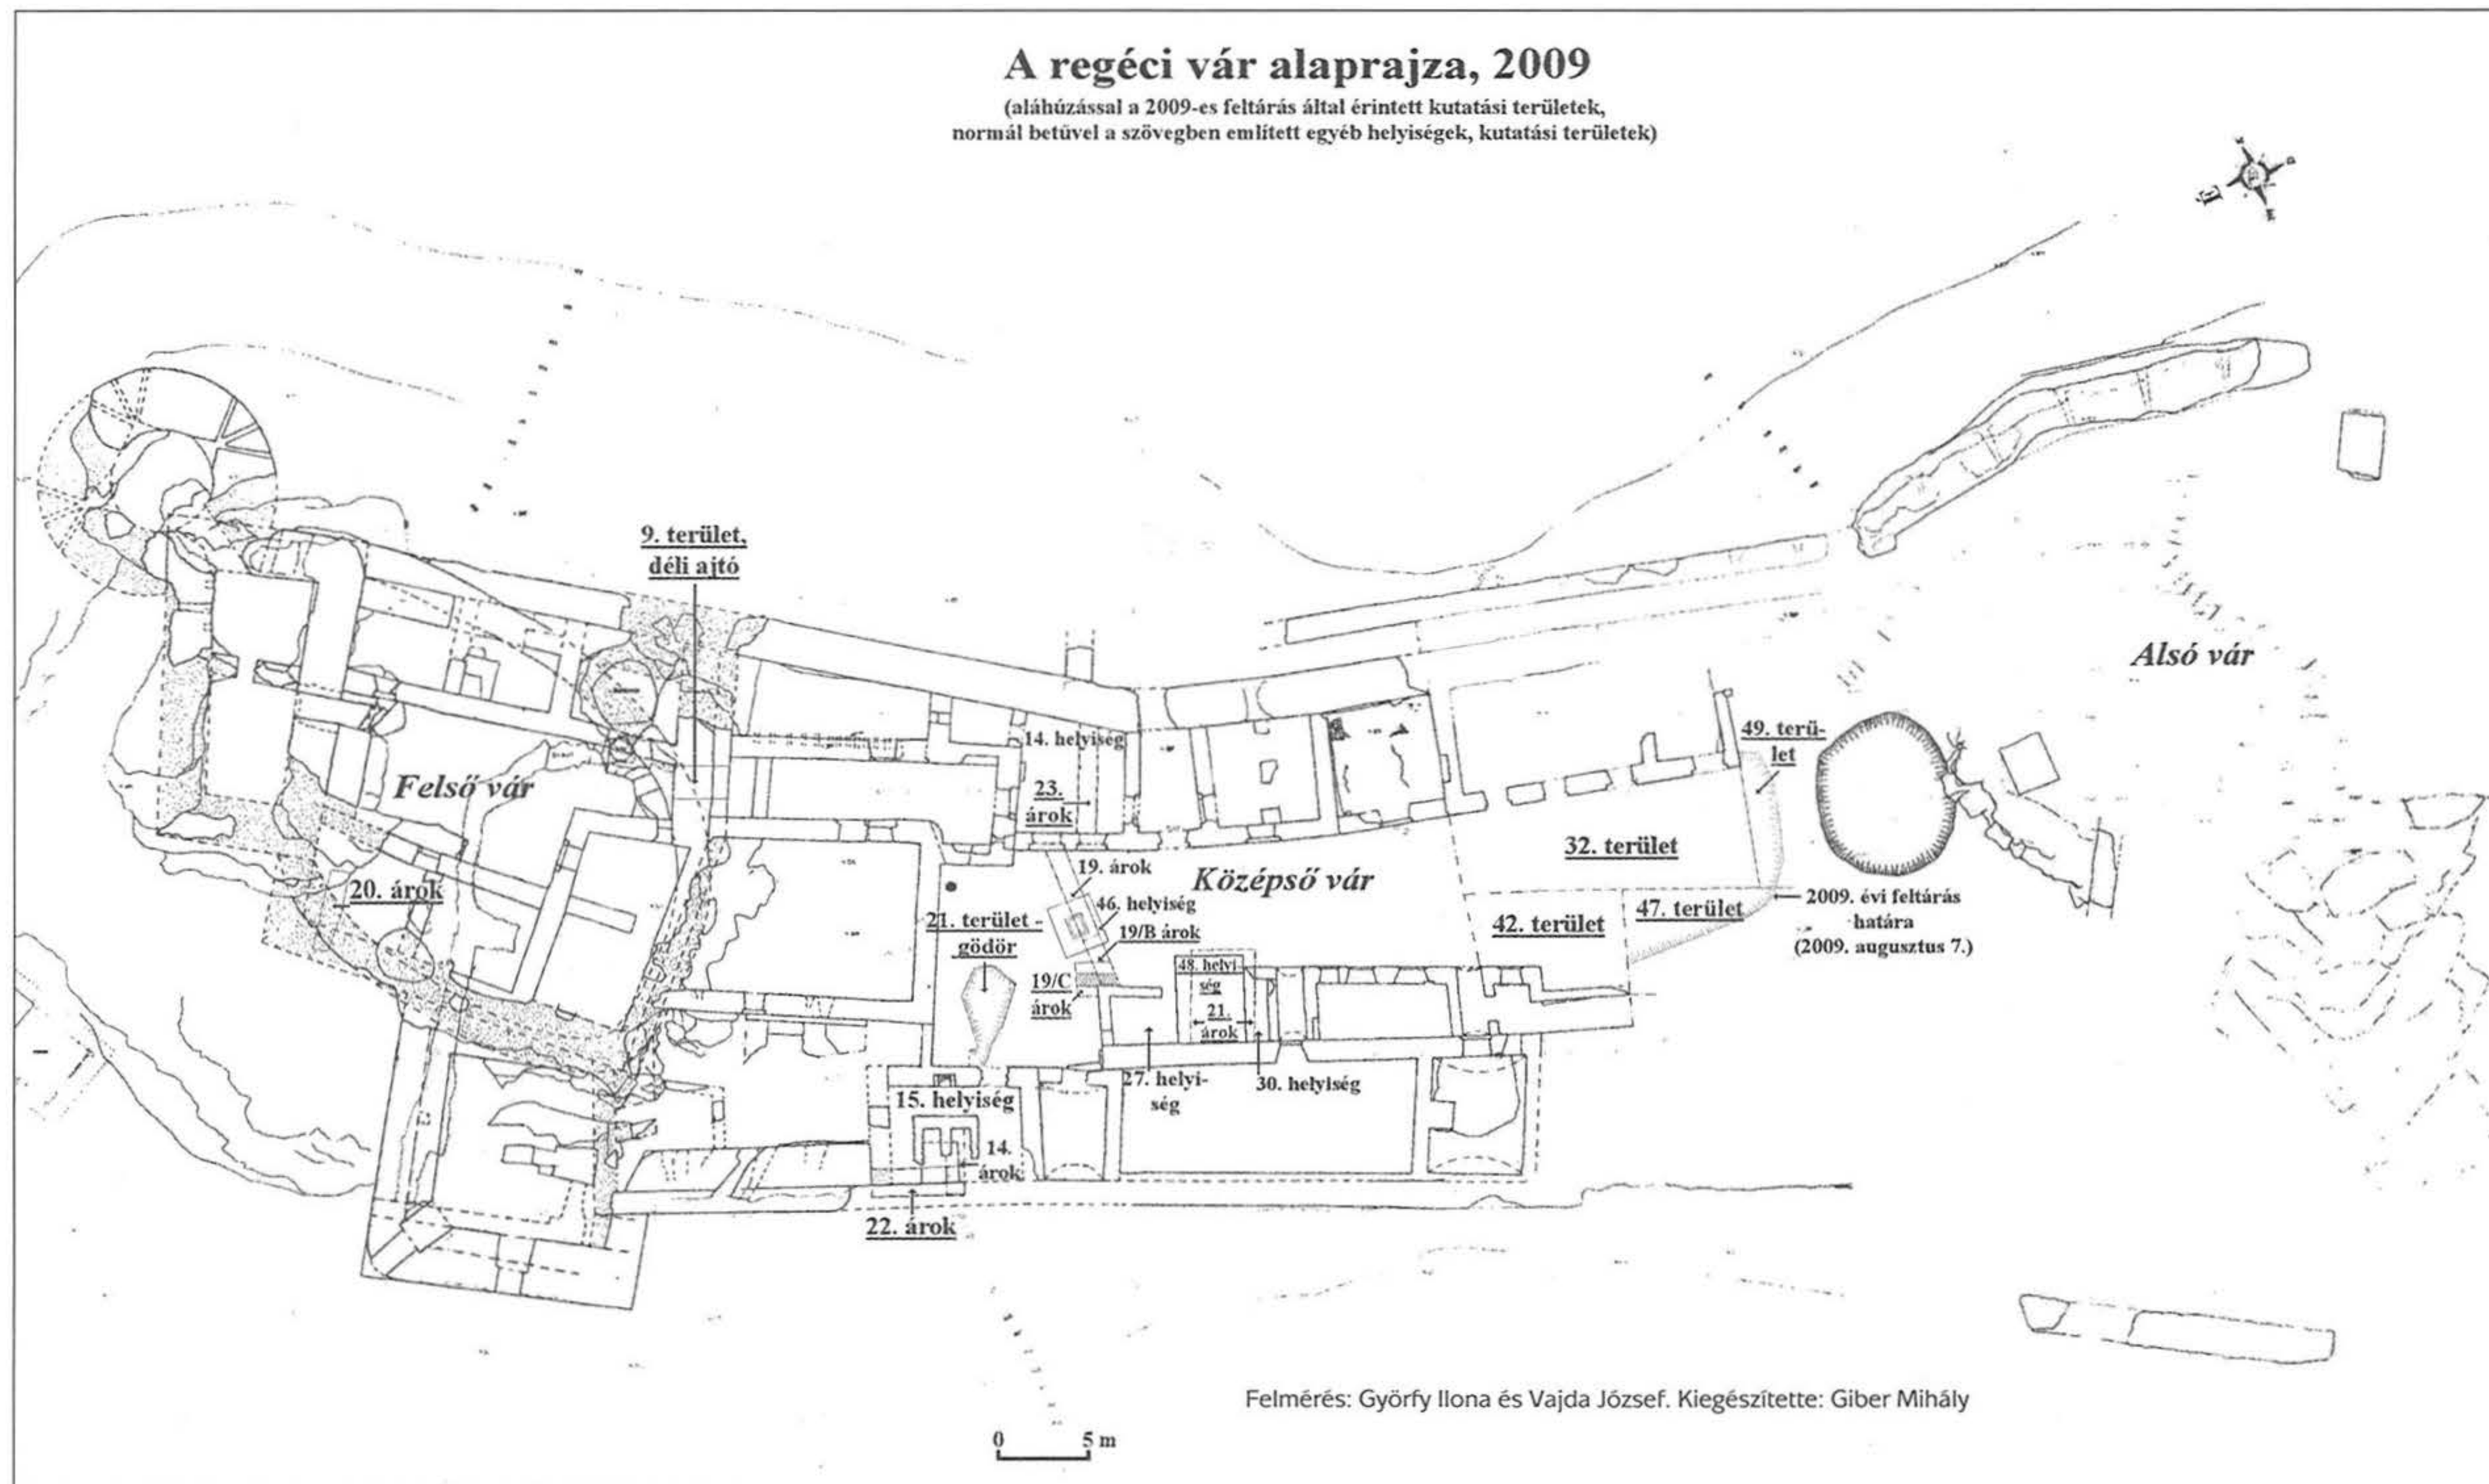 A regéci vár alaprajza, 2009
(aláhúzással a 2009-es feltárás által érintett kutatási területek,
normál betűvel a szövegben említett egyéb helyiségek, kutatási területek)
É
9. terület,
déli ajtó
Alsó vár
14. helyiség
49. terü-
let
Felső vár
23.
árok
32. terület
19. árok
Középső vár
20. árok
46. helyiség
2009. évi feltárás
határa
(2009. augusztus 7.)
21. terület -
gödör
19/B árok
42. terület
47. terület
48. helyi-
ség
19/C
árok
21.
árok
27. helyi-
ség
30. helyiség
15. helyiség
14.
árok
22. árok
Felmérés: Györfy Ilona és Vajda József. Kiegészítette: Giber Mihály
0 5 m